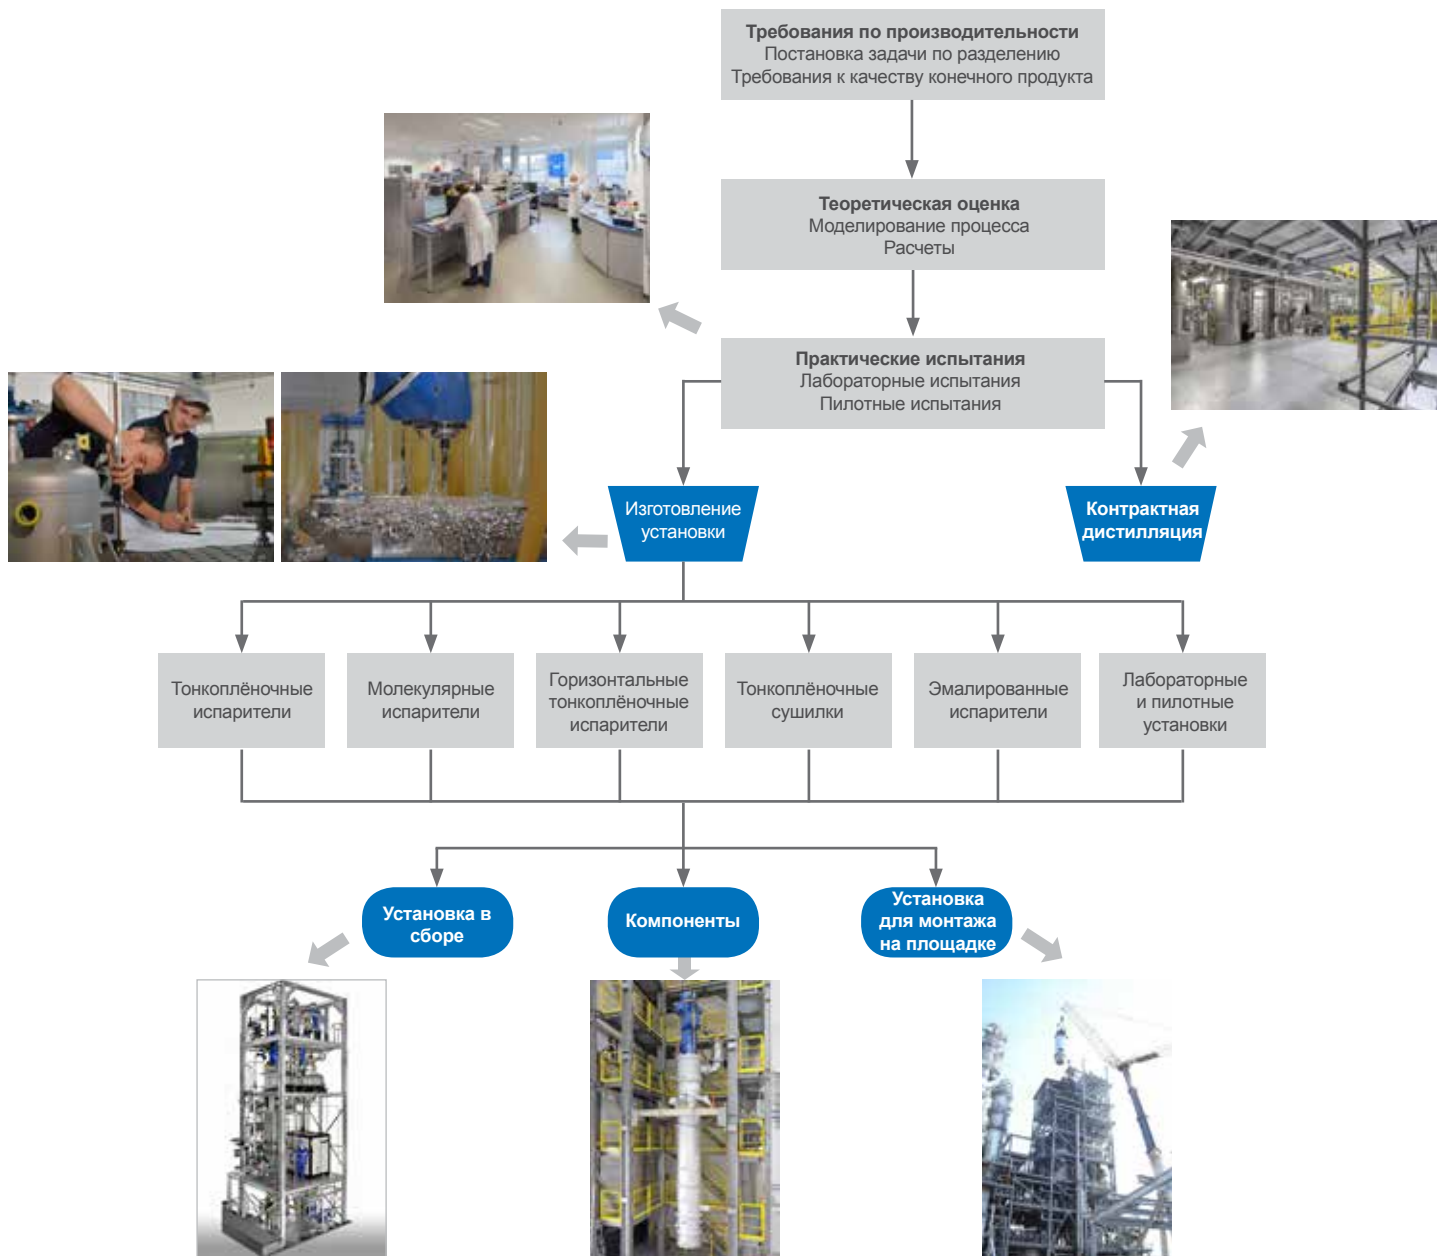 Требования по производительности
Постановка задачи по разделению
Требования к качеству конечного продукта
Теоретическая оценка
Моделирование процесса
Расчеты
Практические испытания
Лабораторные испытания
Пилотные испытания
Изготовление
установки
Контрактная
дистилляция
Тонкоплёночные
испарители
Молекулярные
испарители
Горизонтальные
тонкоплёночные
испарители
Тонкоплёночные
сушилки
Эмалированные
испарители
Лабораторные
и пилотные
установки
Установка в
сборе
Компоненты
Установка
для монтажа
на площадке